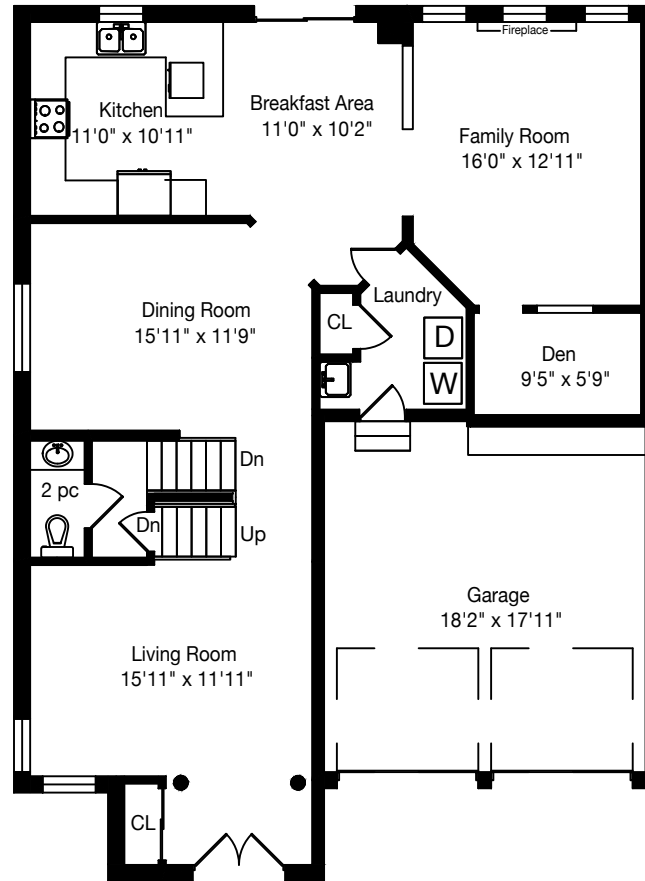 Fireplace
Kitchen
11'0" x 10'11"
Breakfast Area
11'0" x 10'2"
Family Room
16'0" x 12'11"
Dining Room
15'11" x 11'9"
Laundry
CL
D
W
Den
9'5" x 5'9"
2 pc
Dn
Dn
Up
Garage
18'2" x 17'11"
Living Room
15'11" x 11'11"
CL